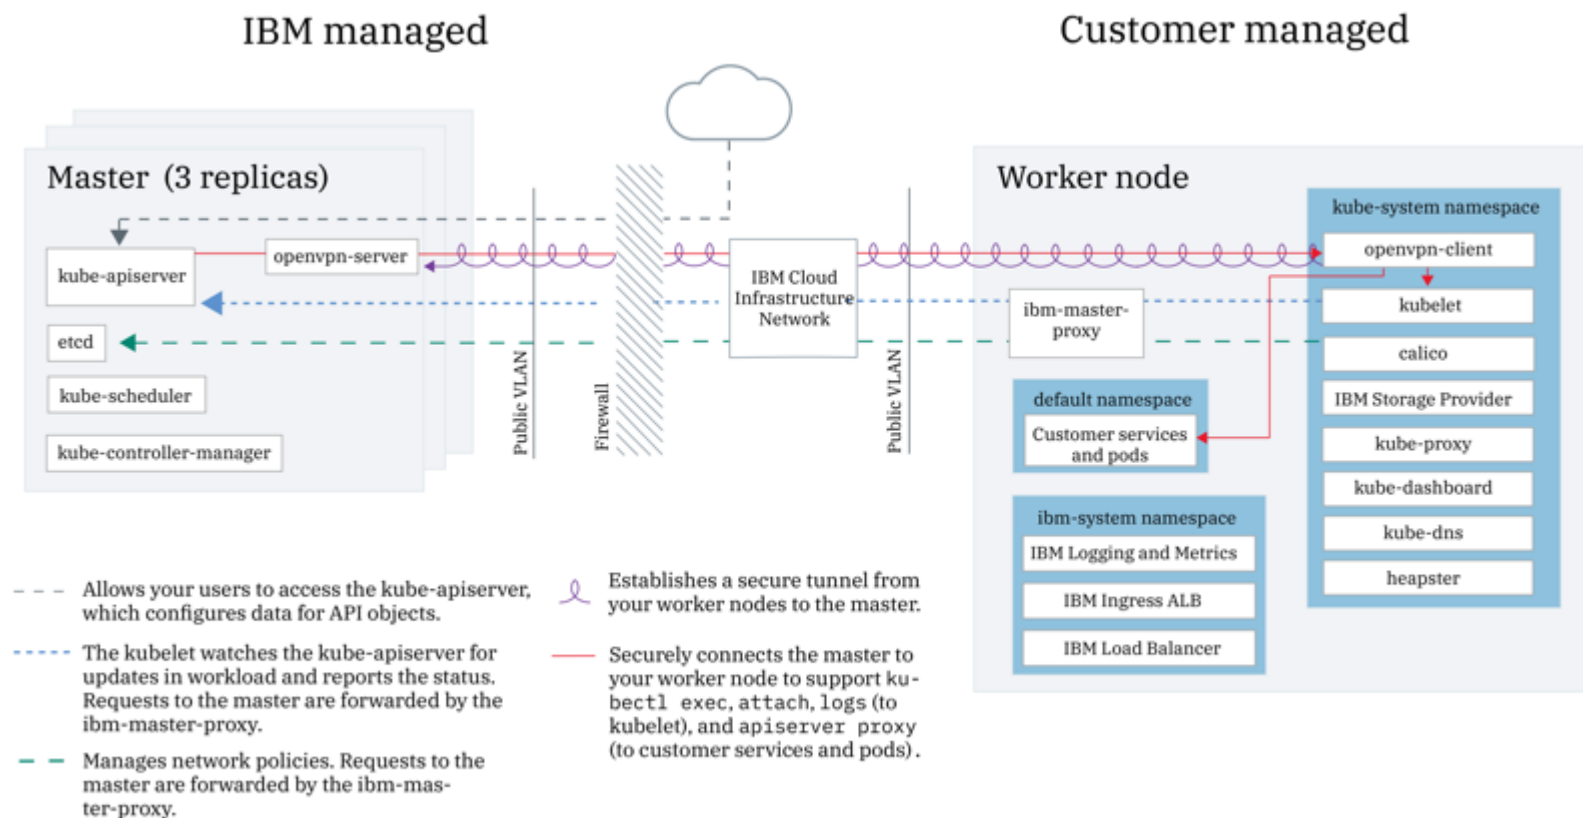 IBM managed
Customer managed
Master (3 replicas)
kube-apiserver
openvpn-server
etcd
kube-scheduler
kube-controller-manager
Public VLAN
Firewall
IBM Cloud
Infrastructure
Network
Public VLAN
Worker node
ibm-master-
proxy
default namespace
Customer services
and pods
ibm-system namespace
IBM Logging and Metrics
IBM Ingress ALB
IBM Load Balancer
kube-system namespace
openvpn-client
kubelet
calico
IBM Storage Provider
kube-proxy
kube-dashboard
kube-dns
heapster
Allows your users to access the kube-apiserver,
which configures data for API objects.
The kubelet watches the kube-apiserver for
updates in workload and reports the status.
Requests to the master are forwarded by the
ibm-master-proxy.
Manages network policies. Requests to the
master are forwarded by the ibm-mas-
ter-proxy.
Establishes a secure tunnel from
your worker nodes to the master.
Securely connects the master to
your worker node to support ku-
bectl exec, attach, logs (to
kubelet), and apiserver proxy
(to customer services and pods).